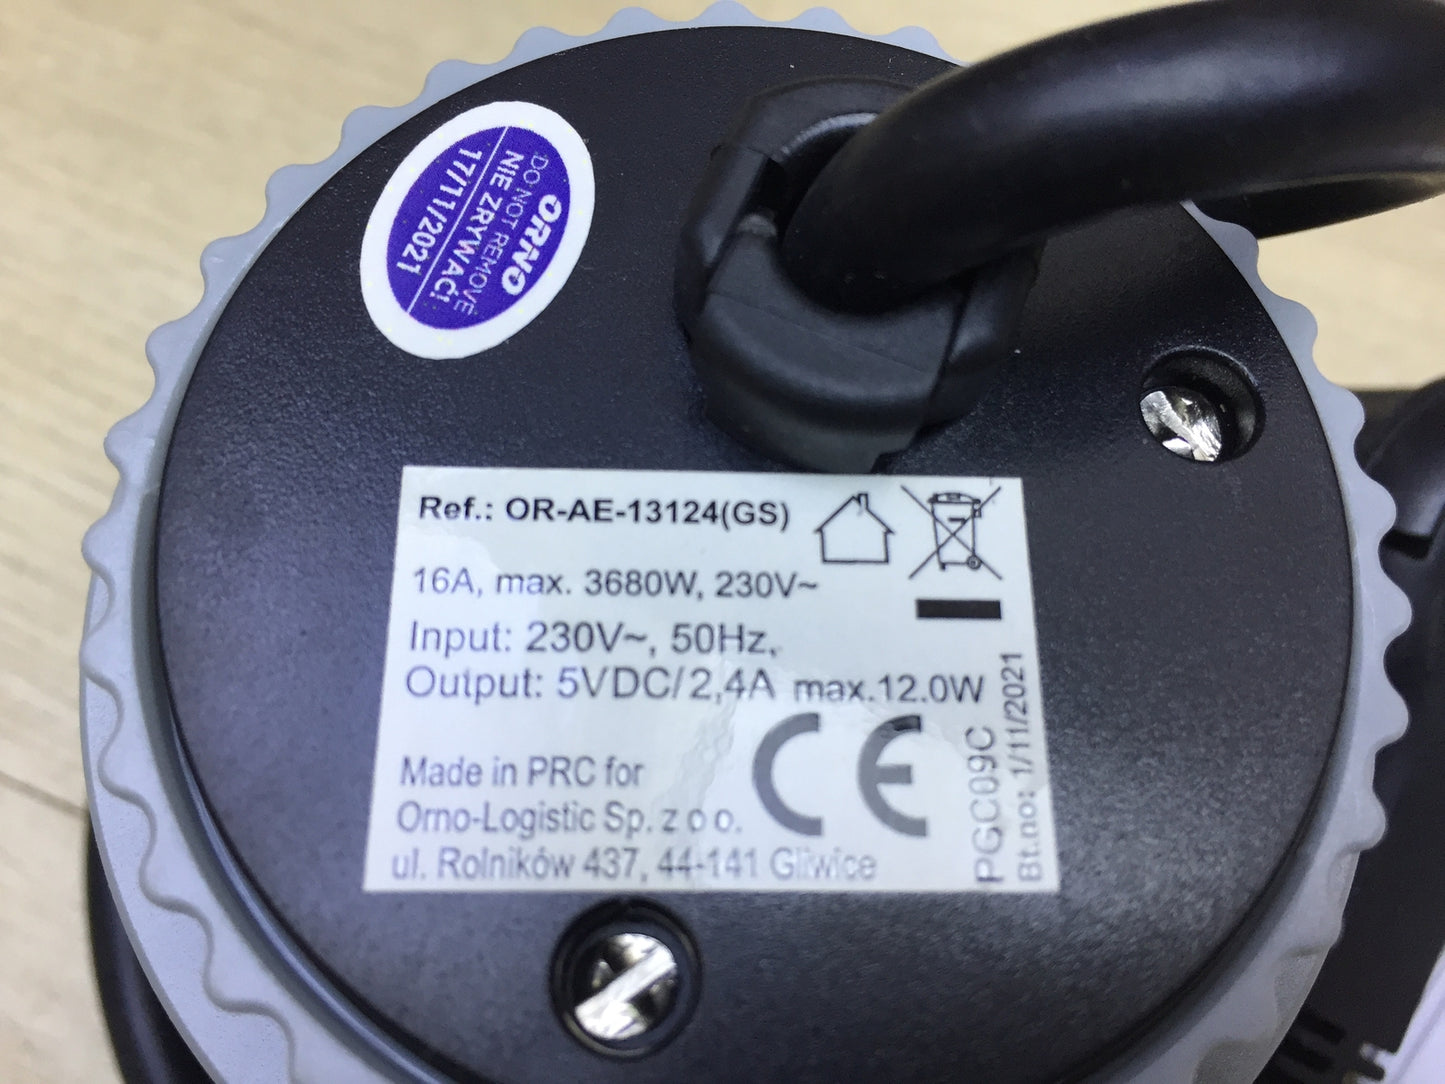 ORNO
DO NOT REMOVE
NIE ZRYWAĆ!
17/11/2021
Ref.: OR-AE-13124(GS)
16A, max. 3680W, 230V~
Input: 230V~, 50Hz,
Output: 5VDC/2,4A max.12.0W
Made in PRC for
Orno-Logistic Sp. z o o.
ul. Rolników 437, 44-141 Gliwice
CE
PGC09C
Bt.no: 1/11/2021